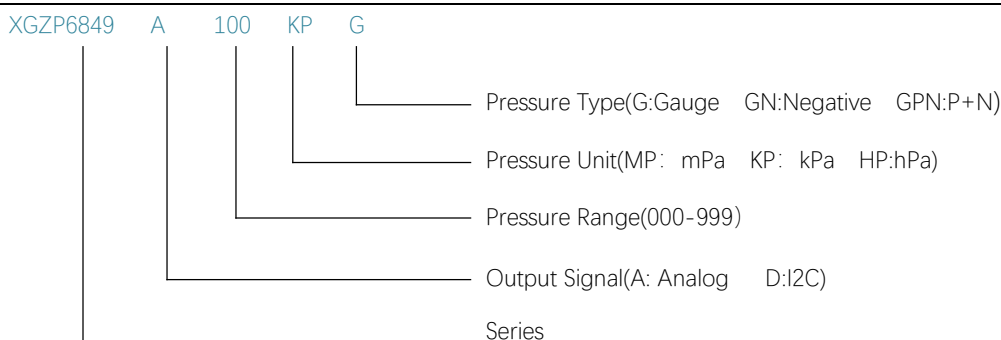 XGZP6849 A 100 KP G
Pressure Type(G:Gauge GN:Negative GPN:P+N)
Pressure Unit(MP：mPa KP：kPa HP:hPa)
Pressure Range(000-999）
Output Signal(A: Analog D:I2C)
Series